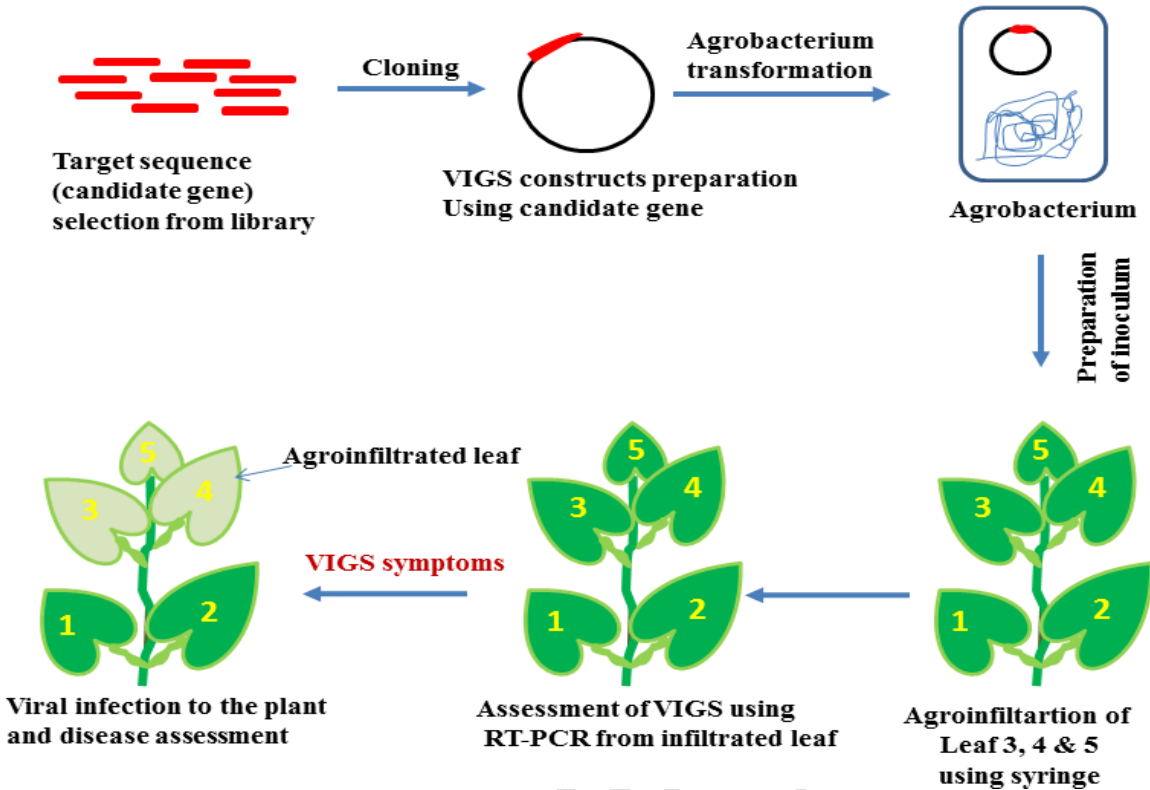 Cloning
Agrobacterium
transformation
Target sequence
(candidate gene)
selection from library
VIGS constructs preparation
Using candidate gene
Agrobacterium
Preparation
of inoculum
5
4
3
2
1
Agroinfiltrated leaf
VIGS symptoms
5
4
3
2
1
5
4
3
2
1
Viral infection to the plant
and disease assessment
Assessment of VIGS using
RT-PCR from infiltrated leaf
Agroinfiltartion of
Leaf 3, 4 & 5
using syringe